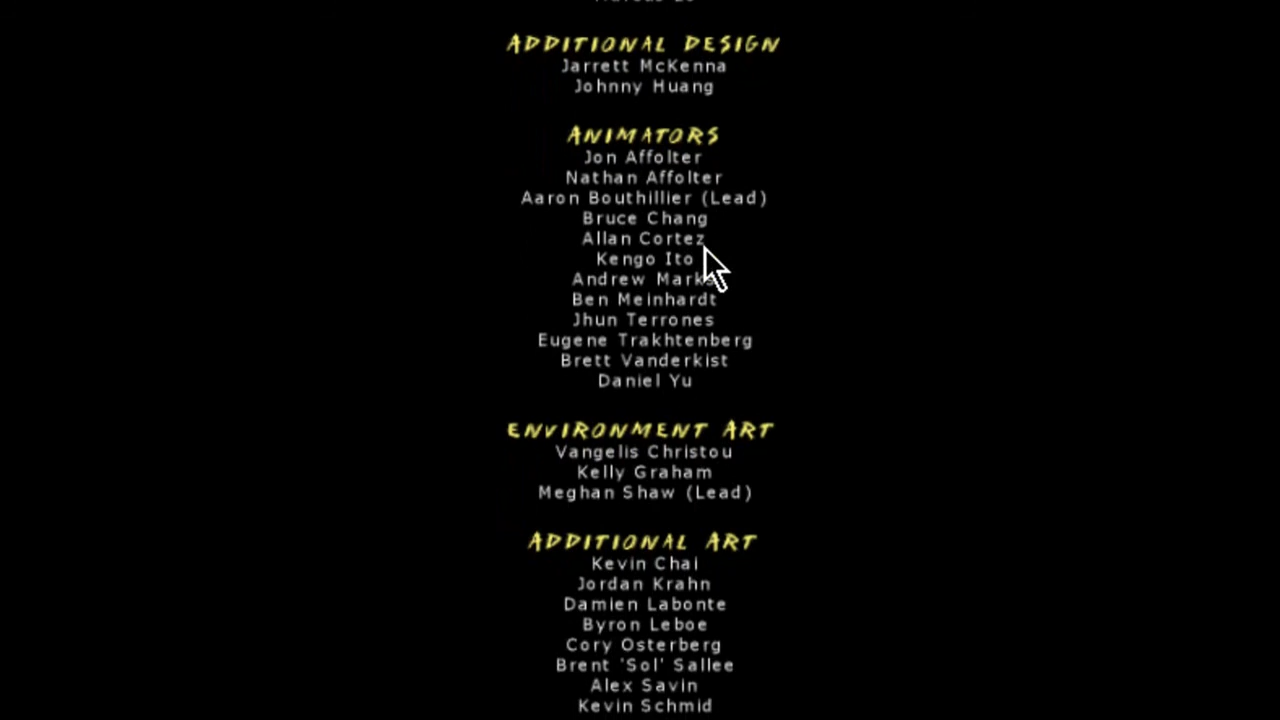 ADDITIONAL DESIGN
Jarrett McKenna
Johnny Huang
ANIMATORS
Jon Affolter
Nathan Affolter
Aaron Bouthillier (Lead)
Bruce Chang
Allan Cortez
Kengo Ito
Andrew Marks
Ben Meinhardt
Jhun Terrones
Eugene Trakhtenberg
Brett Vanderkist
Daniel Yu
ENVIRONMENT ART
Vangelis Christou
Kelly Graham
Meghan Shaw (Lead)
ADDITIONAL ART
Kevin Chai
Jordan Krahn
Damien Labonte
Byron Leboe
Cory Osterberg
Brent 'Sol' Sallee
Alex Savin
Kevin Schmid